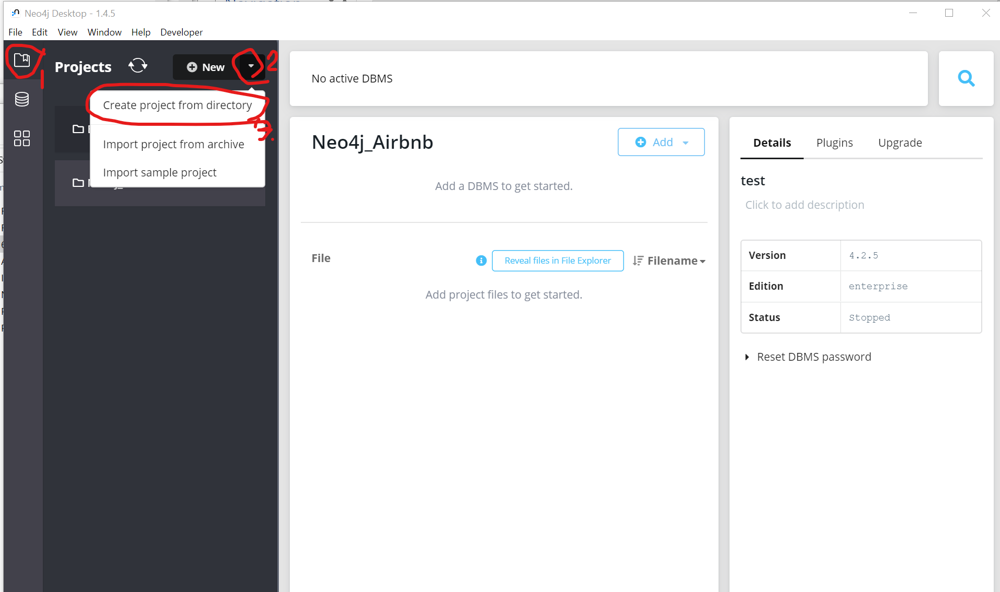 Neo4j Desktop - 1.4.5
File Edit View Window Help Developer
1
Projects
New
2
Create project from directory
3.
Import project from archive
Import sample project
No active DBMS
Neo4j_Airbnb
Add
Add a DBMS to get started.
File
Reveal files in File Explorer
Filename
Add project files to get started.
Details Plugins Upgrade
test
Click to add description
Version 4.2.5
Edition enterprise
Status Stopped
Reset DBMS password